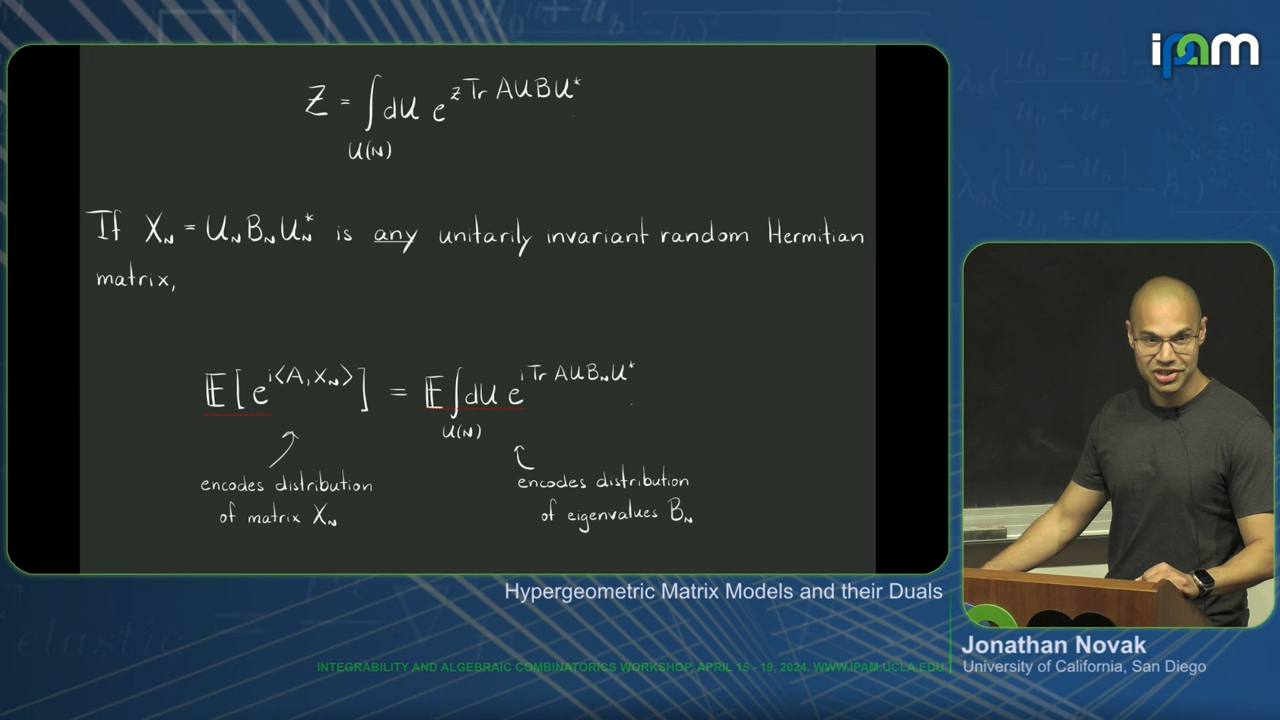 ipam
Z = ∫ dU e^{z Tr AUBU*}
U(N)
If X_N = U_N B_N U_N^* is any unitarily invariant random Hermitian
matrix,
𝔼[e^{i⟨A, X_N⟩}] = 𝔼∫ dU e^{i Tr AUB_N U*}
U(N)
encodes distribution
of matrix X_N
encodes distribution
of eigenvalues B_N
Hypergeometric Matrix Models and their Duals
Jonathan Novak
University of California, San Diego
INTEGRABILITY AND ALGEBRAIC COMBINATORICS WORKSHOP, APRIL 15 - 19, 2024, WWW.IPAM.UCLA.EDU
elastic